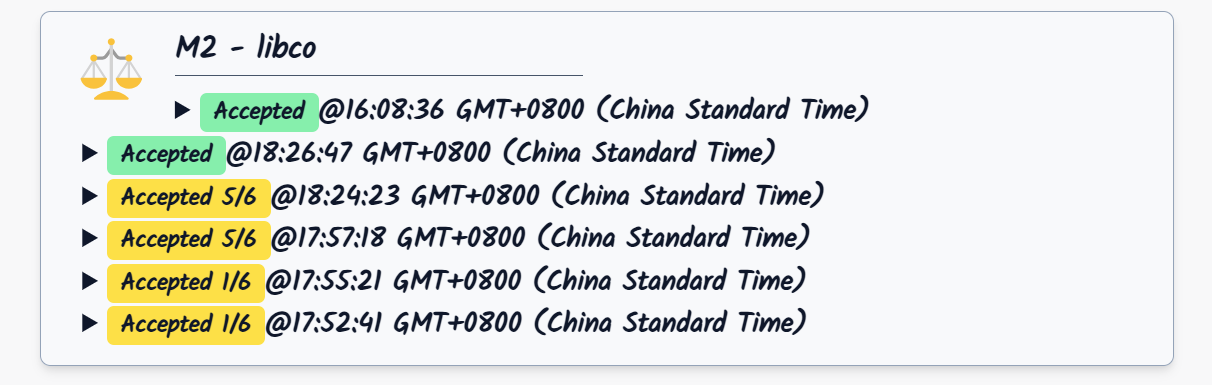 M2 - libco
Accepted @16:08:36 GMT+0800 (China Standard Time)
Accepted @18:26:47 GMT+0800 (China Standard Time)
Accepted 5/6 @18:24:23 GMT+0800 (China Standard Time)
Accepted 5/6 @17:57:18 GMT+0800 (China Standard Time)
Accepted 1/6 @17:55:21 GMT+0800 (China Standard Time)
Accepted 1/6 @17:52:41 GMT+0800 (China Standard Time)